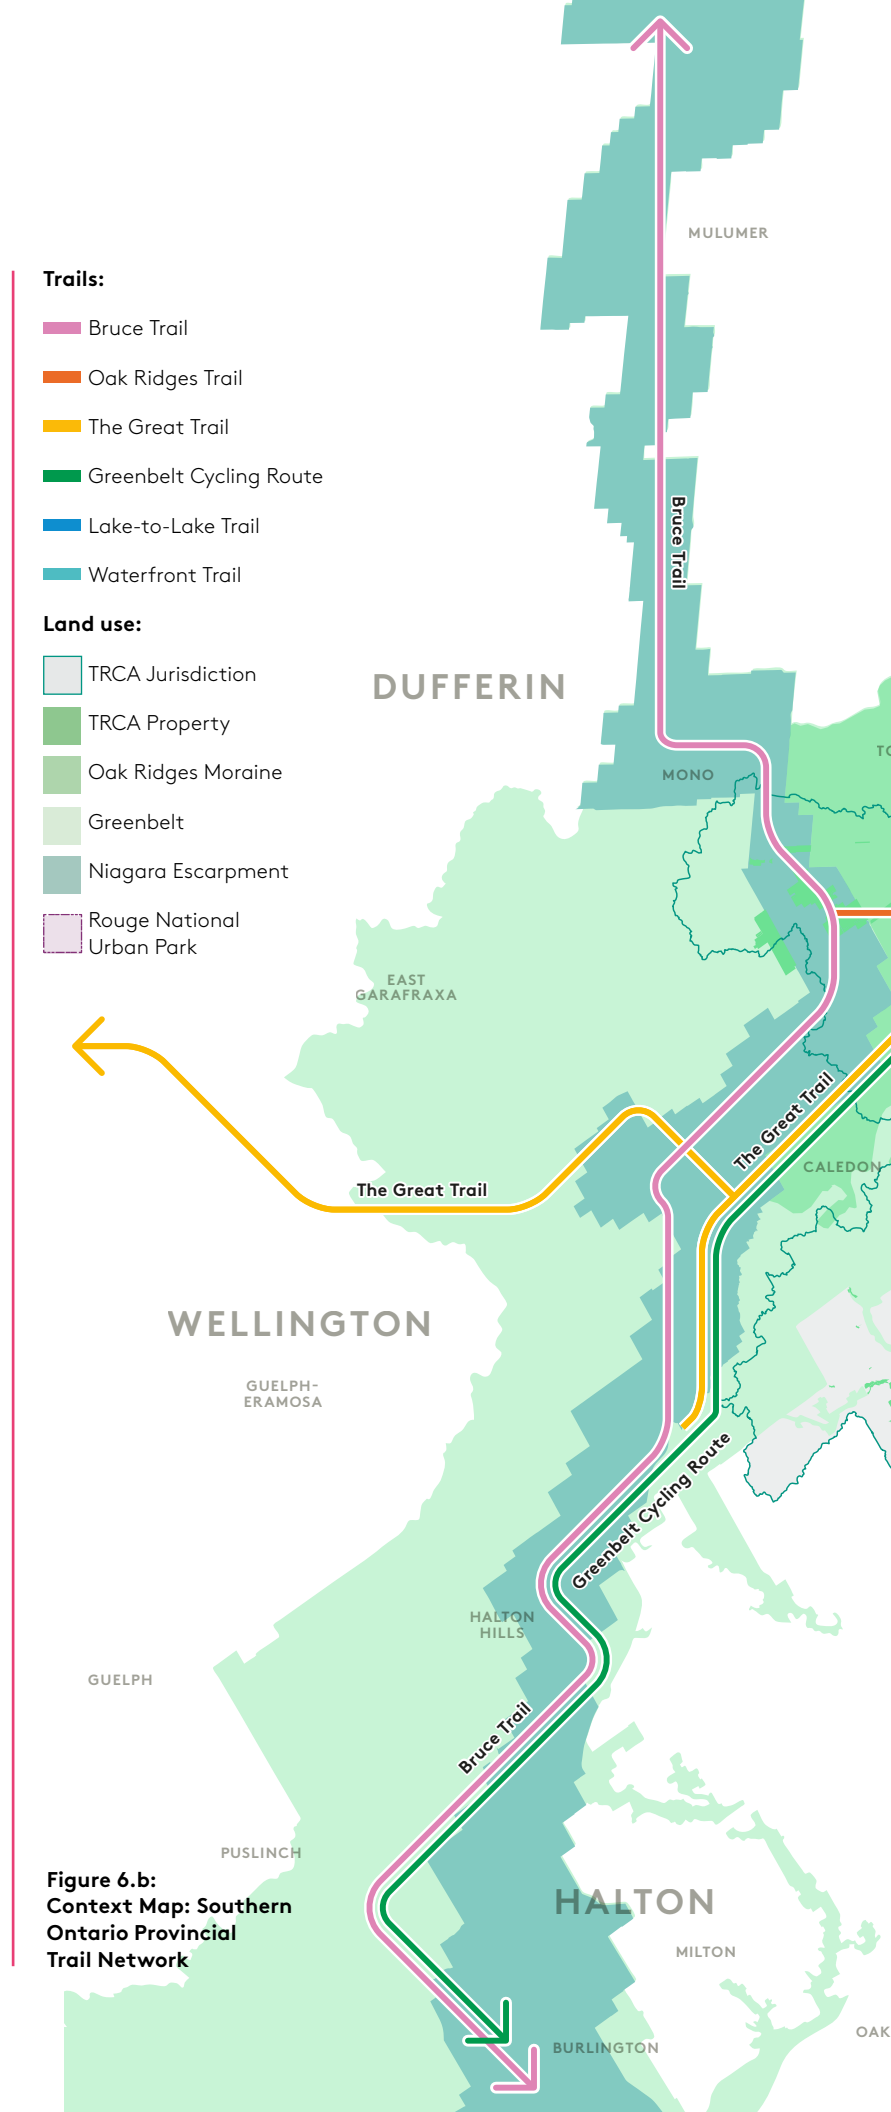 MULUMER
Trails:
Bruce Trail
Oak Ridges Trail
The Great Trail
Greenbelt Cycling Route
Lake-to-Lake Trail
Waterfront Trail
Land use:
TRCA Jurisdiction
TRCA Property
Oak Ridges Moraine
Greenbelt
Niagara Escarpment
Rouge National
Urban Park
Bruce Trail
DUFFERIN
TO
MONO
EAST
GARAFRAXA
The Great Trail
CALEDON
The Great Trail
WELLINGTON
GUELPH-
ERAMOSA
Greenbelt Cycling Route
HALTON
HILLS
GUELPH
Bruce Trail
PUSLINCH
Figure 6.b:
Context Map: Southern
Ontario Provincial
Trail Network
HALTON
MILTON
OAK
BURLINGTON